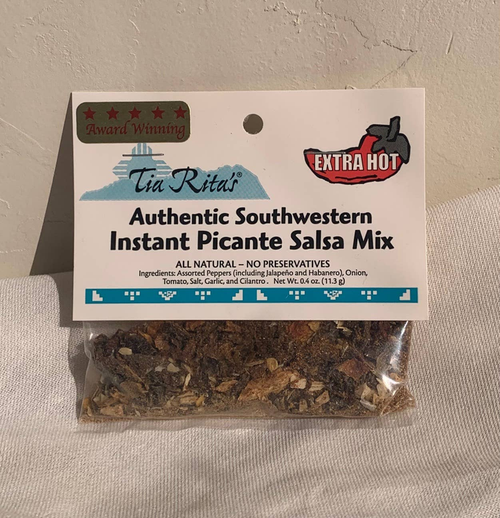 Award Winning
Tia Rita's®
EXTRA HOT
Authentic Southwestern
Instant Picante Salsa Mix
ALL NATURAL – NO PRESERVATIVES
Ingredients: Assorted Peppers (including Jalapeño and Habanero), Onion,
Tomato, Salt, Garlic, and Cilantro. Net Wt. 0.4 oz. (11.3 g)